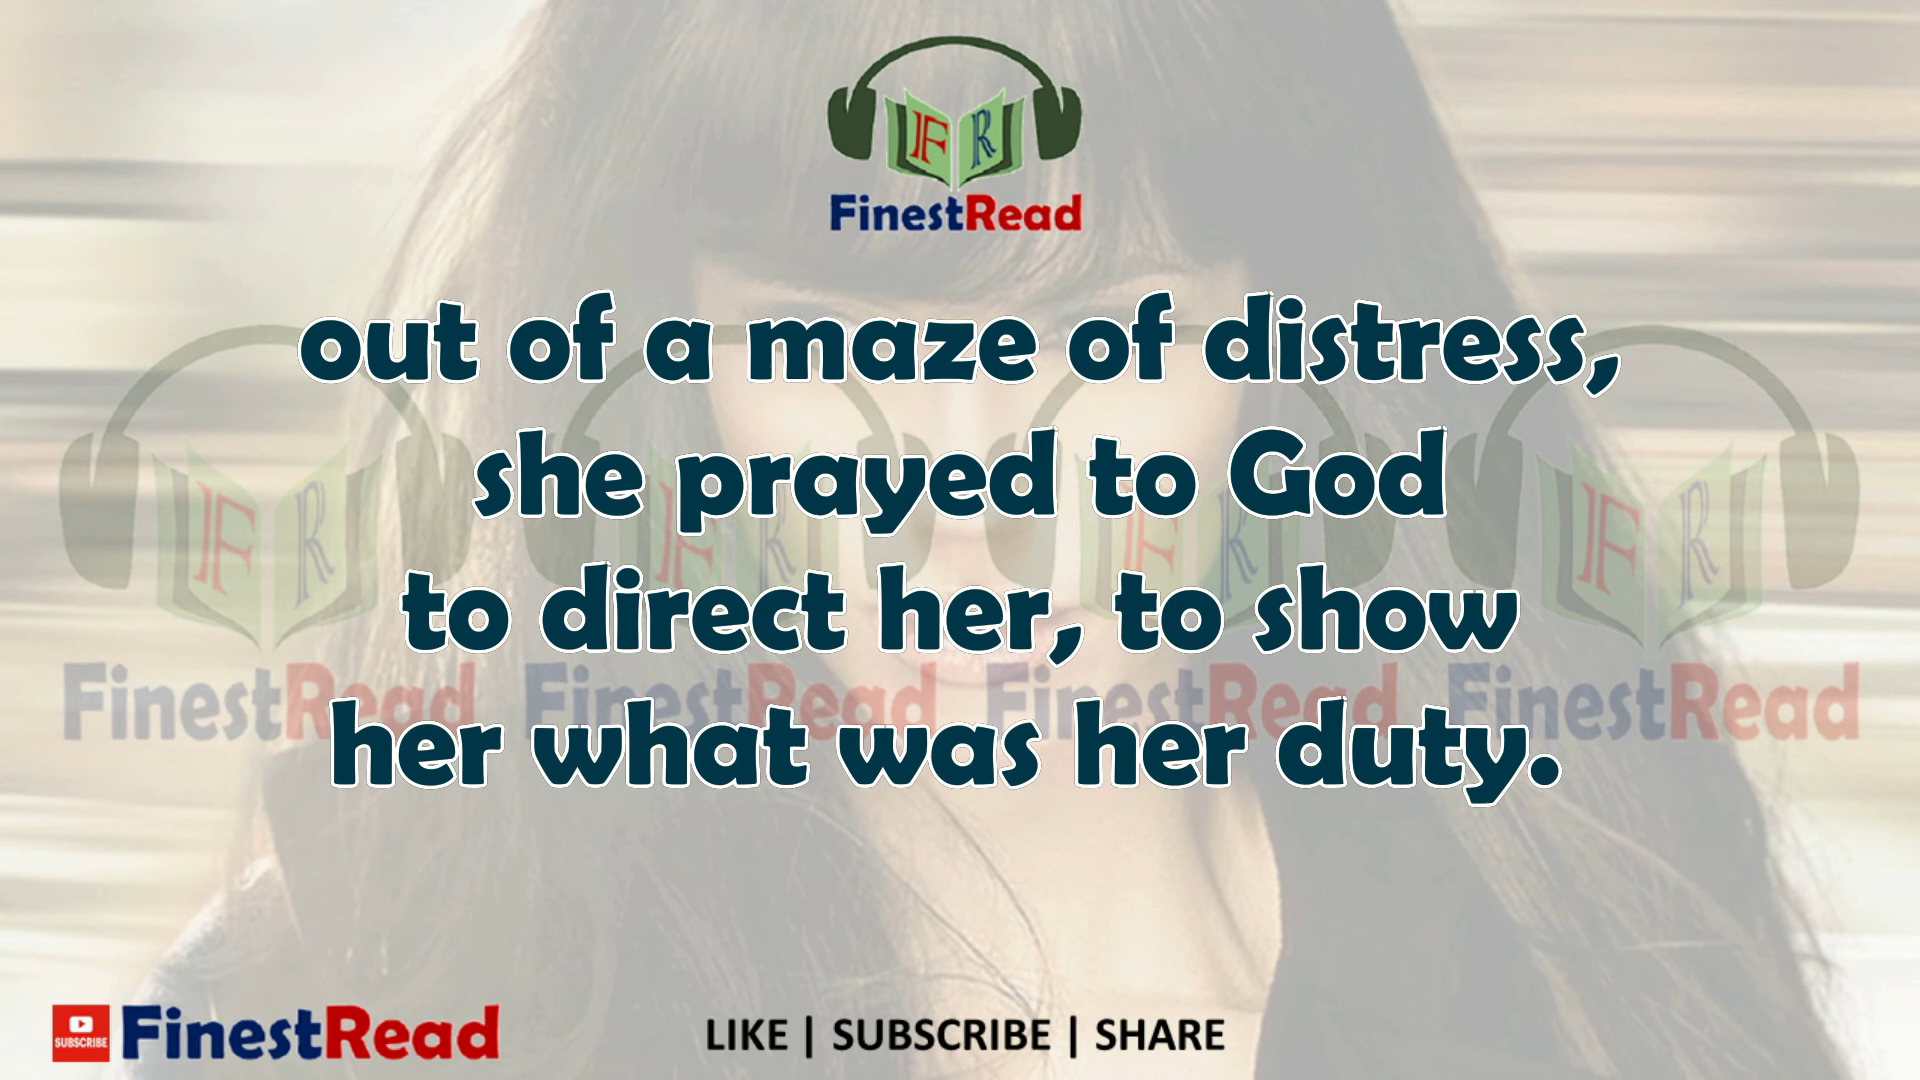 F R
FinestRead
out of a maze of distress,
she prayed to God
to direct her, to show
her what was her duty.
F R F R F R F R
FinestRead FinestRead FinestRead FinestRead
SUBSCRIBE FinestRead LIKE | SUBSCRIBE | SHARE